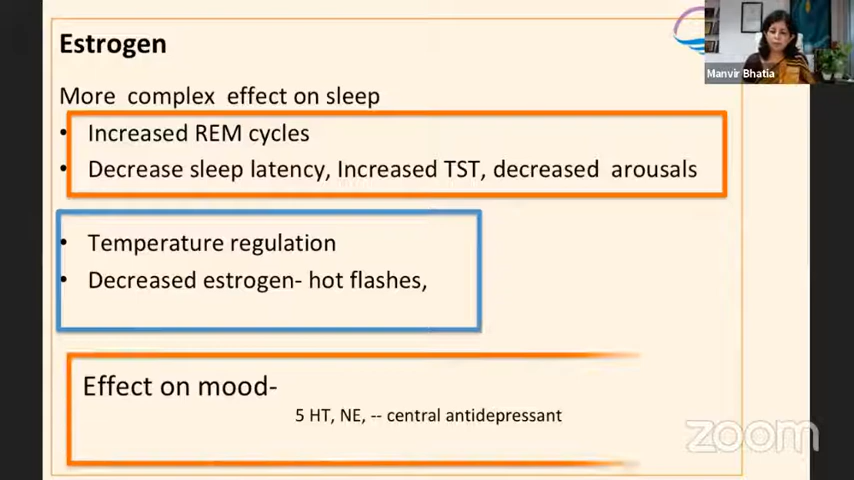 Estrogen
Manvir Bhatia
More complex effect on sleep
• Increased REM cycles
• Decrease sleep latency, Increased TST, decreased arousals
• Temperature regulation
• Decreased estrogen- hot flashes,
Effect on mood-
5 HT, NE, -- central antidepressant
zoom